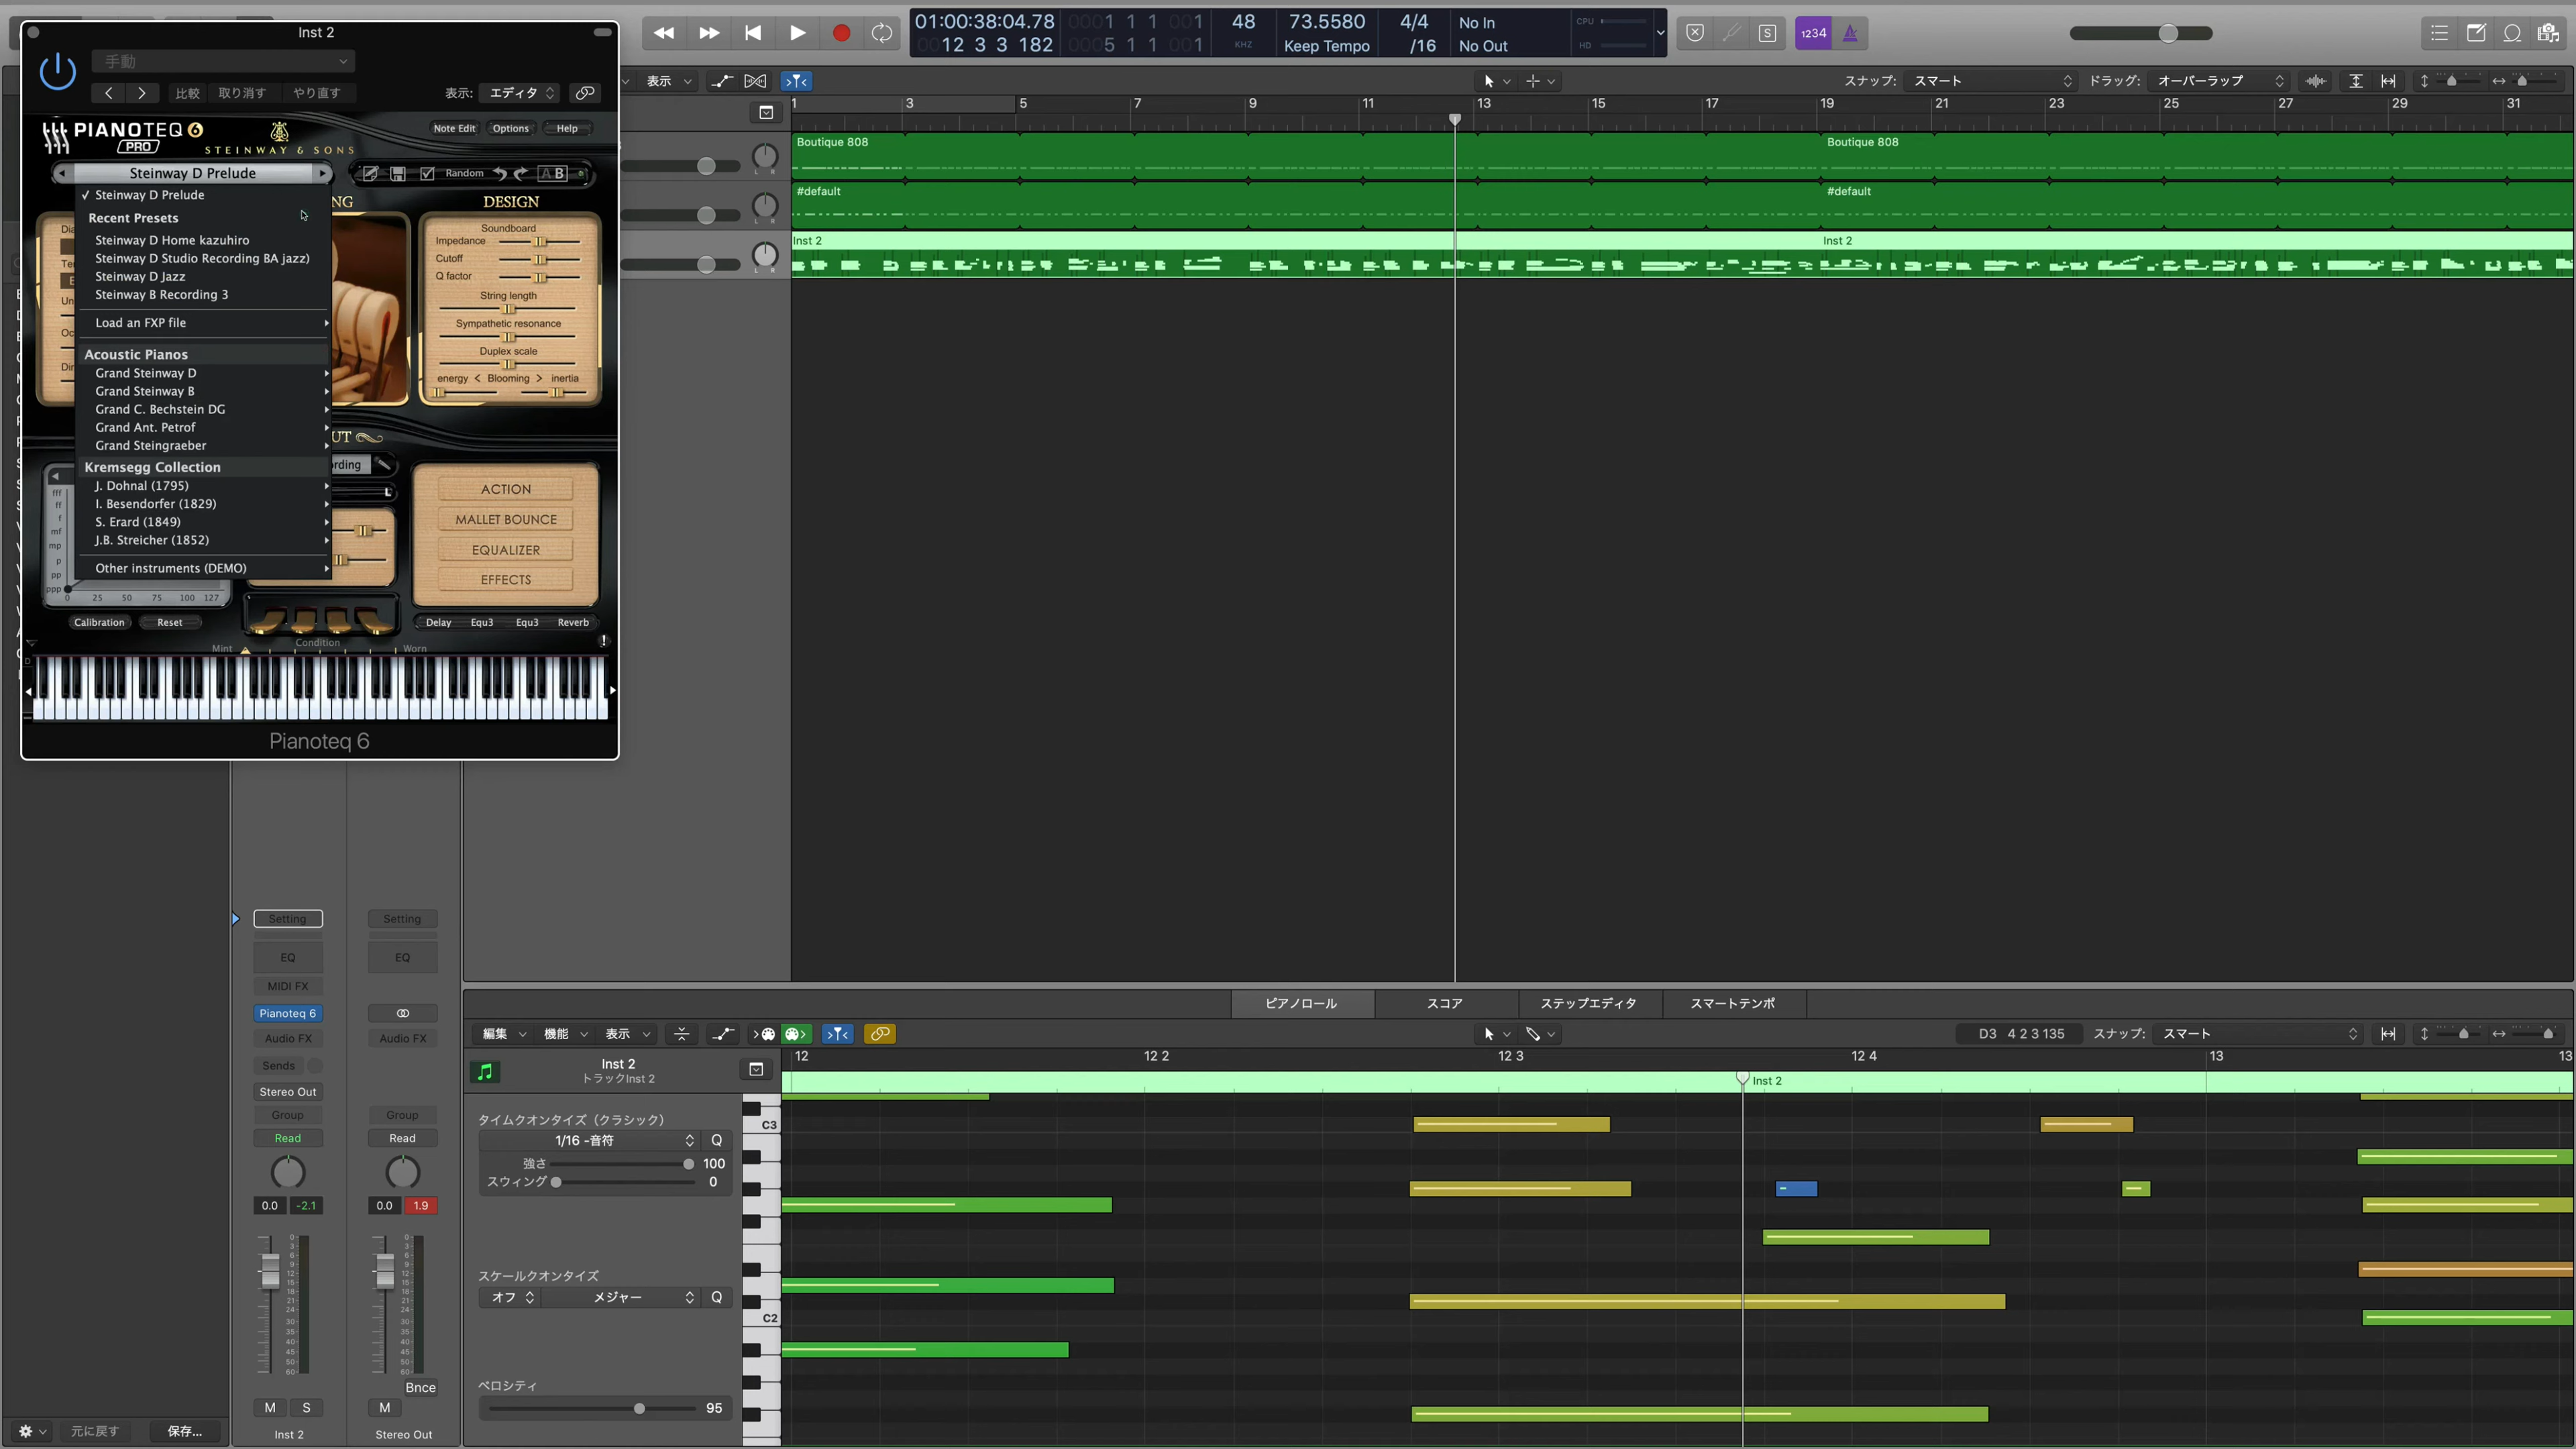 Inst 2
手動
比較
取り消す
やり直す
表示:
エディタ
PIANOTEQ 6
PRO
STEINWAY & SONS
Note Edit
Options
Help
Steinway D Prelude
Random
A B
✓ Steinway D Prelude
Recent Presets
Steinway D Home kazuhiro
Steinway D Studio Recording BA jazz)
Steinway D Jazz
Steinway B Recording 3
Load an FXP file
Acoustic Pianos
Grand Steinway D
Grand Steinway B
Grand C. Bechstein DG
Grand Ant. Petrof
Grand Steingraeber
Kremsegg Collection
J. Dohnal (1795)
I. Besendorfer (1829)
S. Erard (1849)
J.B. Streicher (1852)
Other instruments (DEMO)
DESIGN
Soundboard
Impedance
Cutoff
Q factor
String length
Sympathetic resonance
Duplex scale
energy < Blooming > inertia
ACTION
MALLET BOUNCE
EQUALIZER
EFFECTS
fff
ff
f
mf
mp
p
pp
ppp
0 25 50 75 100 127
Calibration
Reset
Delay
Equ3
Equ3
Reverb
Condition
Mint
Worn
Pianoteq 6
01:00:38:04.78
12 3 3 182
0001 1 1 001
0005 1 1 001
48
KHZ
73.5580
Keep Tempo
4/4
/16
No In
No Out
CPU
HD
S
1234
表示
スナップ:
スマート
ドラッグ:
オーバーラップ
1 3 5 7 9 11 13 15 17 19 21 23 25 27 29 31
Boutique 808
Boutique 808
#default
#default
Inst 2
Inst 2
L R
L R
L R
Setting
Setting
EQ
EQ
MIDI FX
Pianoteq 6
Audio FX
Audio FX
Sends
Stereo Out
Group
Group
Read
Read
0.0 -2.1
0.0 1.9
Bnce
M S
M
Inst 2
Stereo Out
元に戻す
保存...
ピアノロール
スコア
ステップエディタ
スマートテンポ
編集
機能
表示
D3 4 2 3 135
スナップ:
スマート
12
12 2
12 3
12 4
13
13
Inst 2
トラックInst 2
Inst 2
タイムクオンタイズ（クラシック）
1/16 -音符
Q
強さ
100
スウィング
0
スケールクオンタイズ
オフ
メジャー
Q
ベロシティ
95
C3
C2